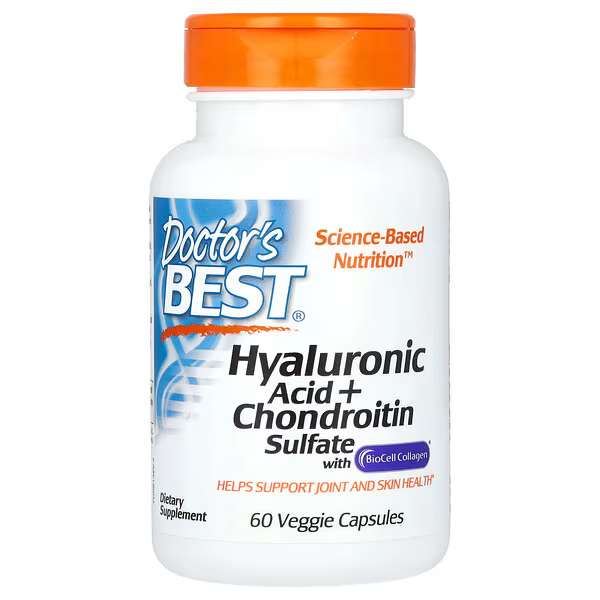 Doctor's
BEST®
Science-Based
Nutrition™
Hyaluronic
Acid +
Chondroitin
Sulfate
with BioCell Collagen®
HELPS SUPPORT JOINT AND SKIN HEALTH*
Dietary
Supplement
60 Veggie Capsules